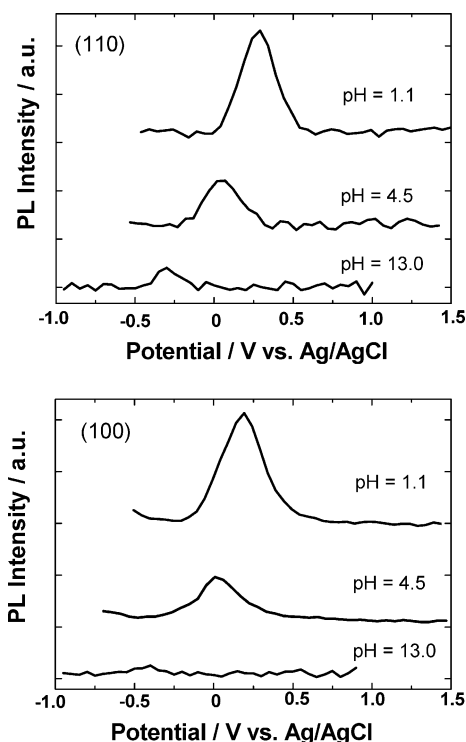 (110)
pH = 1.1
pH = 4.5
pH = 13.0
PL Intensity / a.u.
-1.0 -0.5 0 0.5 1.0 1.5
Potential / V vs. Ag/AgCl
(100)
pH = 1.1
pH = 4.5
pH = 13.0
PL Intensity / a.u.
-1.0 -0.5 0 0.5 1.0 1.5
Potential / V vs. Ag/AgCl